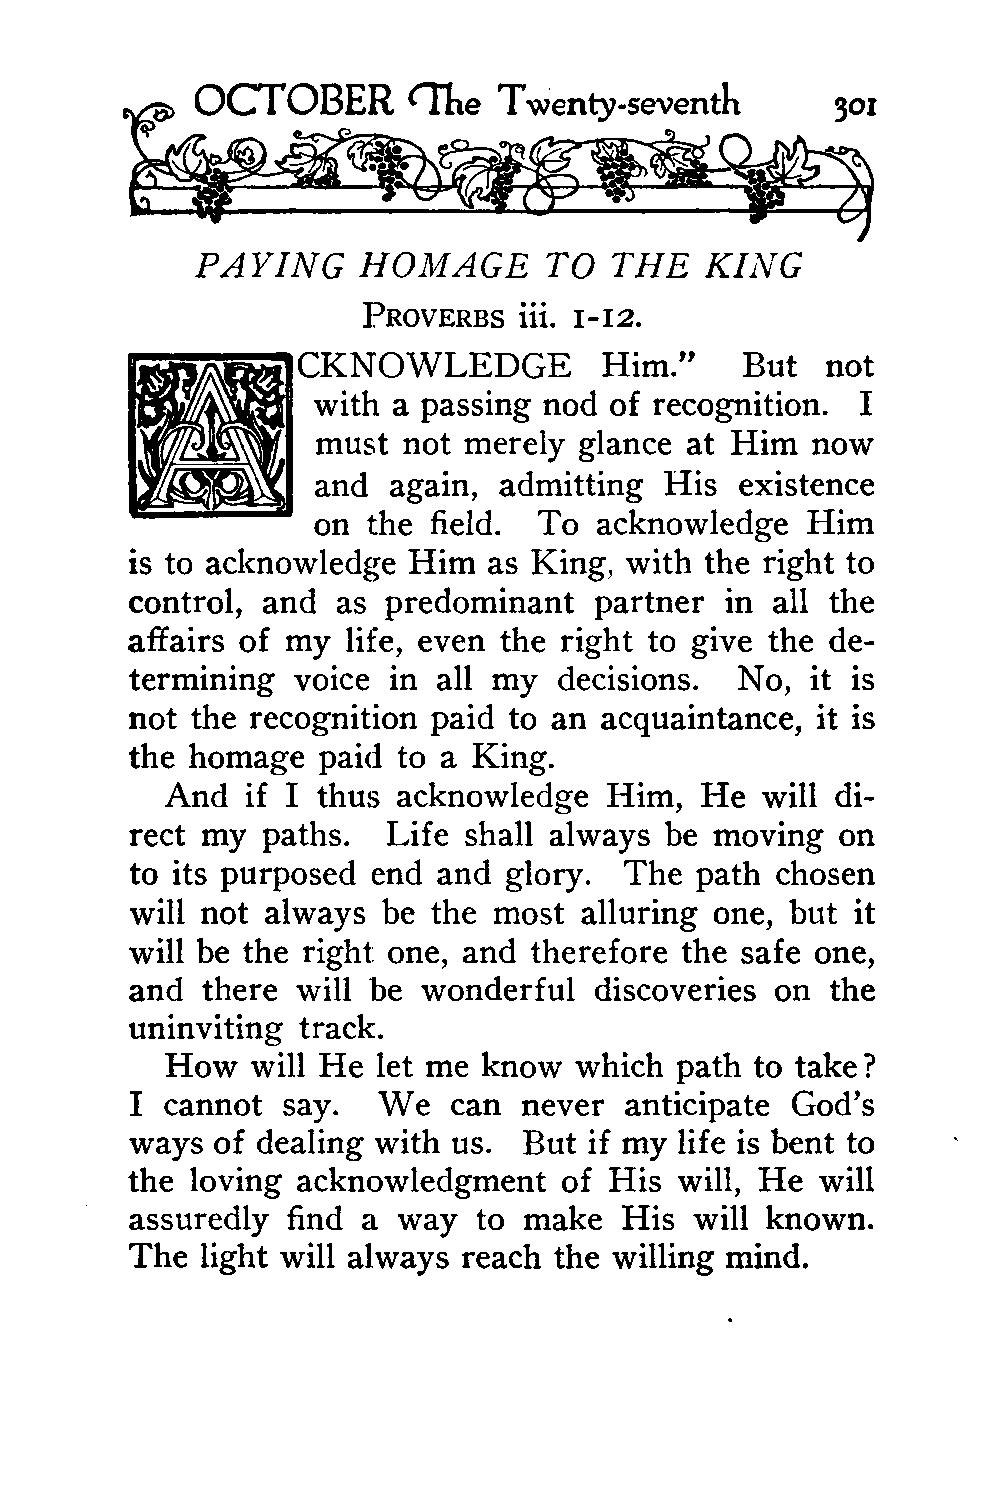 OCTOBER The Twenty-seventh 301
PAYING HOMAGE TO THE KING
PROVERBS iii. 1-12.
ACKNOWLEDGE Him.” But not
with a passing nod of recognition. I
must not merely glance at Him now
and again, admitting His existence
on the field. To acknowledge Him
is to acknowledge Him as King, with the right to
control, and as predominant partner in all the
affairs of my life, even the right to give the de-
termining voice in all my decisions. No, it is
not the recognition paid to an acquaintance, it is
the homage paid to a King.
And if I thus acknowledge Him, He will di-
rect my paths. Life shall always be moving on
to its purposed end and glory. The path chosen
will not always be the most alluring one, but it
will be the right one, and therefore the safe one,
and there will be wonderful discoveries on the
uninviting track.
How will He let me know which path to take?
I cannot say. We can never anticipate God’s
ways of dealing with us. But if my life is bent to
the loving acknowledgment of His will, He will
assuredly find a way to make His will known.
The light will always reach the willing mind.